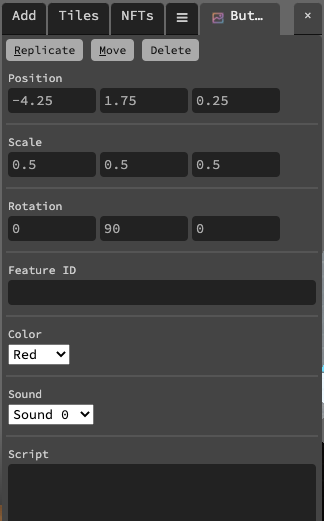 Add Tiles NFTs ≡ But… ×
Replicate Move Delete
Position
-4.25 1.75 0.25
Scale
0.5 0.5 0.5
Rotation
0 90 0
Feature ID
Color
Red
Sound
Sound 0
Script